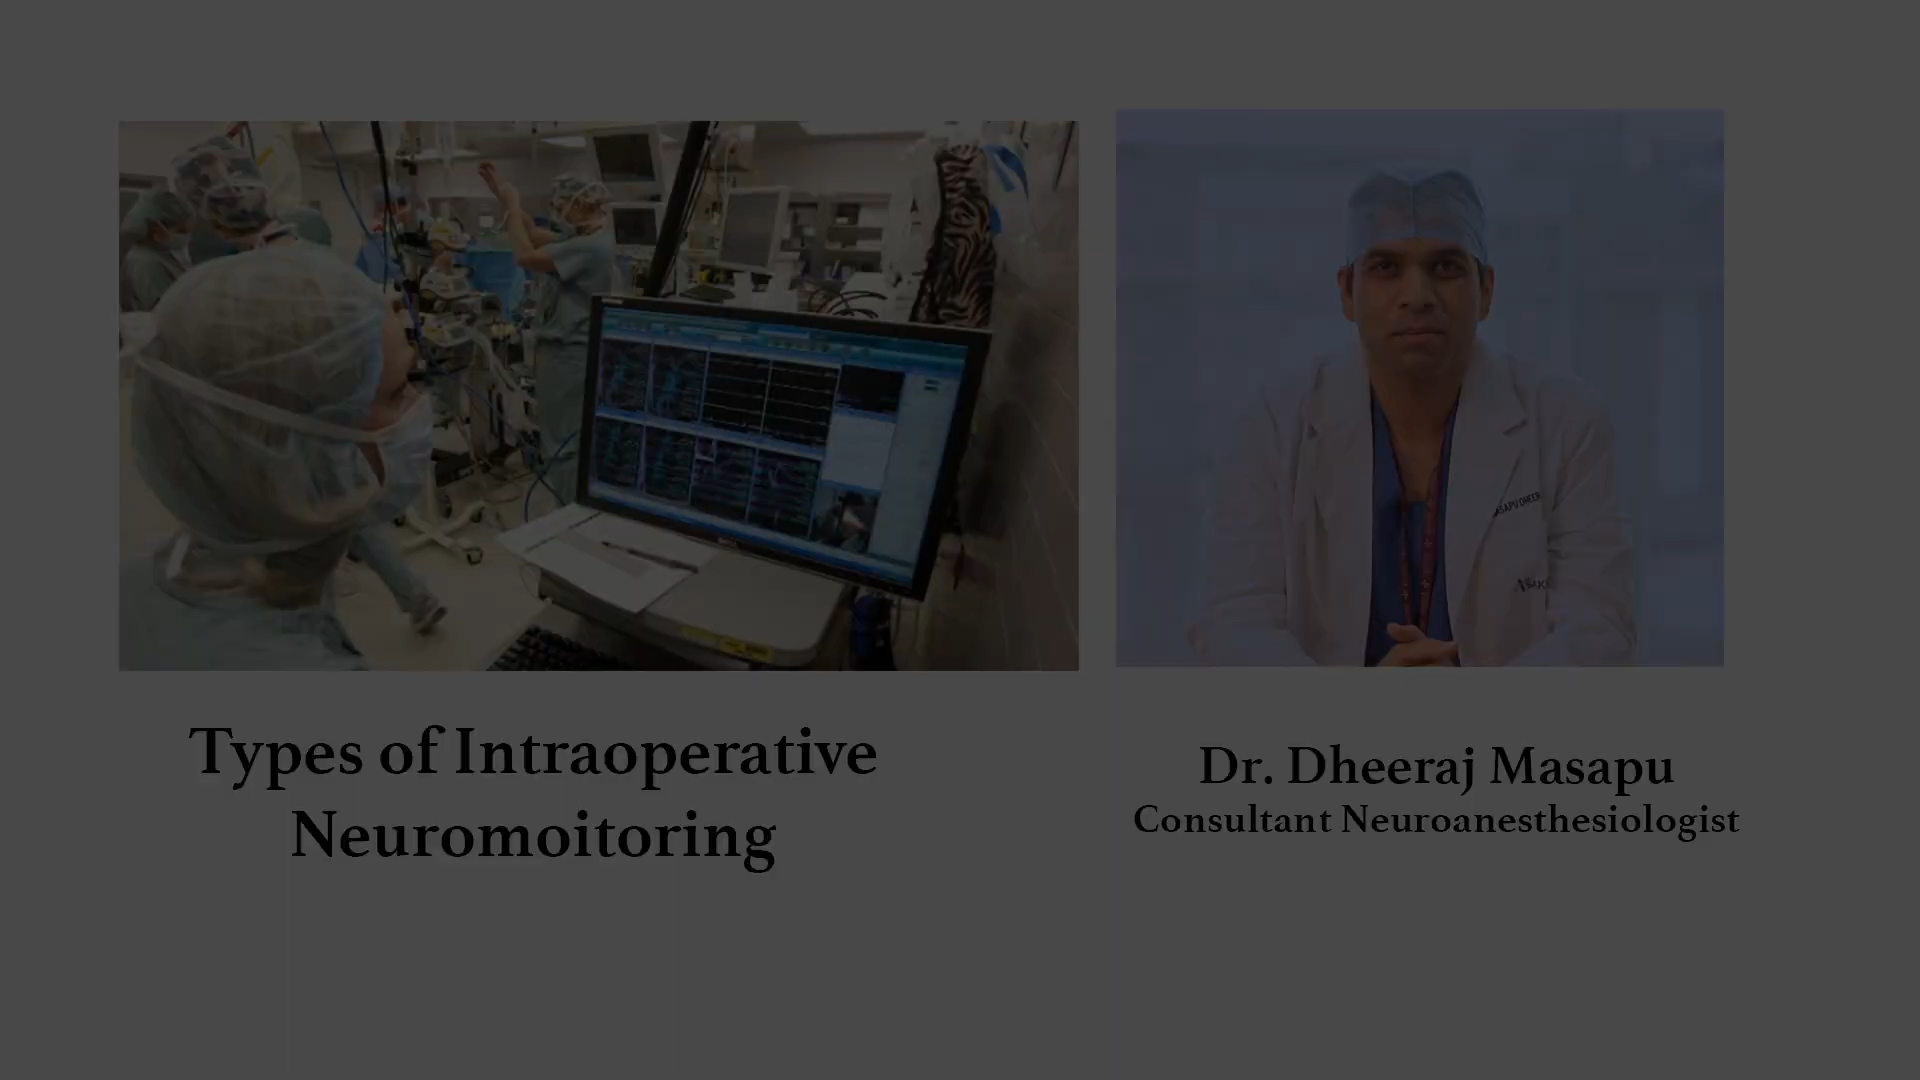 Types of Intraoperative
Neuromoitoring
Dr. Dheeraj Masapu
Consultant Neuroanesthesiologist